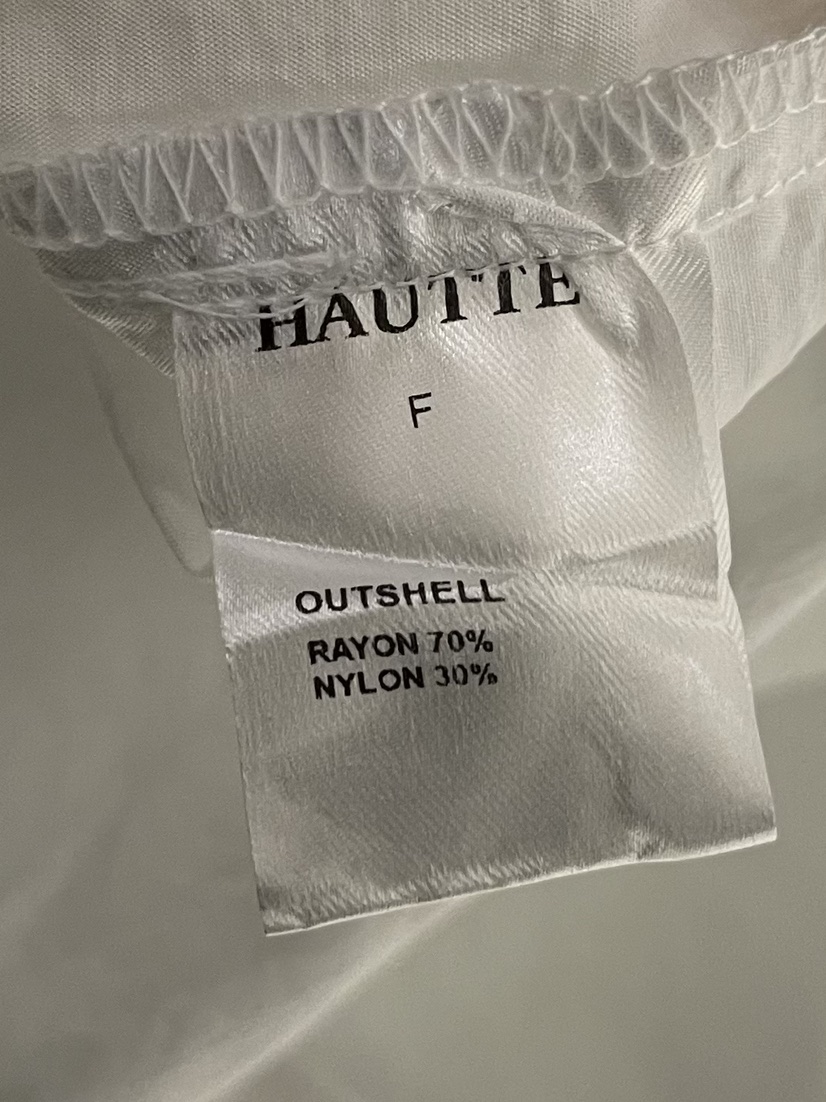 HAUTTE
F
OUTSHELL
RAYON 70%
NYLON 30%